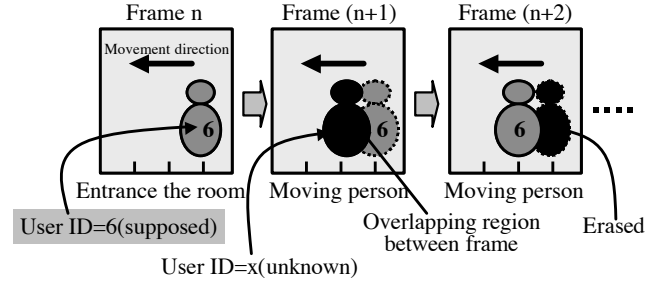 Frame n
Frame (n+1)
Frame (n+2)
Movement direction
6
6
6
Entrance the room
Moving person
Moving person
User ID=6(supposed)
User ID=x(unknown)
Overlapping region
between frame
Erased